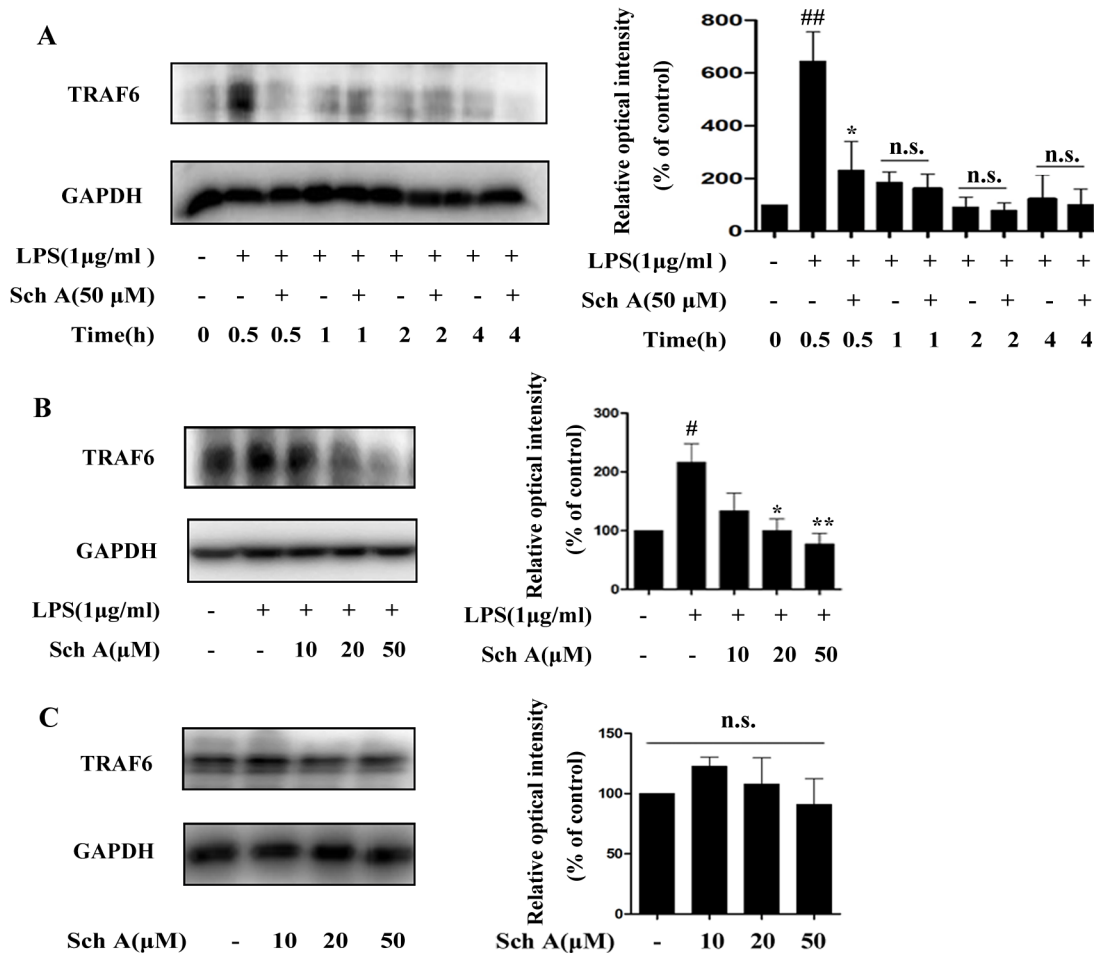 A
TRAF6
GAPDH
LPS(1μg/ml ) - + + + + + + + +
Sch A(50 μM) - - + - + - + - +
Time(h) 0 0.5 0.5 1 1 2 2 4 4
Relative optical intensity
(% of control)
800
600
400
200
0
##
*
n.s.
n.s.
n.s.
LPS(1μg/ml ) - + + + + + + + +
Sch A(50 μM) - - + - + - + - +
Time(h) 0 0.5 0.5 1 1 2 2 4 4
B
TRAF6
GAPDH
LPS(1μg/ml) - + + + +
Sch A(μM) - - 10 20 50
Relative optical intensity
(% of control)
300
200
100
0
#
*
**
LPS(1μg/ml) - + + + +
Sch A(μM) - - 10 20 50
C
TRAF6
GAPDH
Sch A(μM) - 10 20 50
Relative optical intensity
(% of control)
150
100
50
0
n.s.
Sch A(μM) - 10 20 50